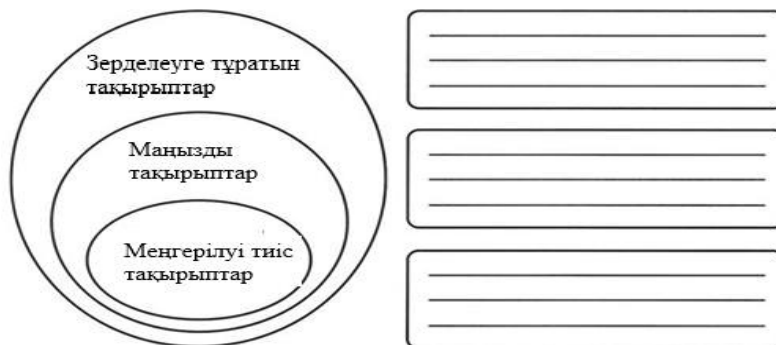 Зерделеуге тұратын
тақырыптар
Маңызды
тақырыптар
Меңгерілуі тиіс
тақырыптар